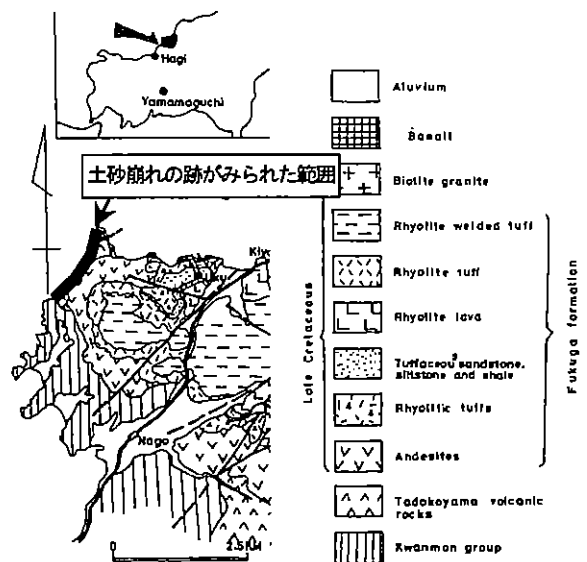 Hagi
Yamamaguchi
土砂崩れの跡がみられた範囲
Nago
0
2.5KM
Alluvium
Basalt
Biotite granite
Rhyolite welded tuff
Rhyolite tuff
Rhyolite lava
Tuffaceous sandstone,
siltstone and shale
Rhyolitic tuffs
Andesites
Tadokoyama volcanic
rocks
Kwanmon group
Late Cretaceous
Fukuga formation